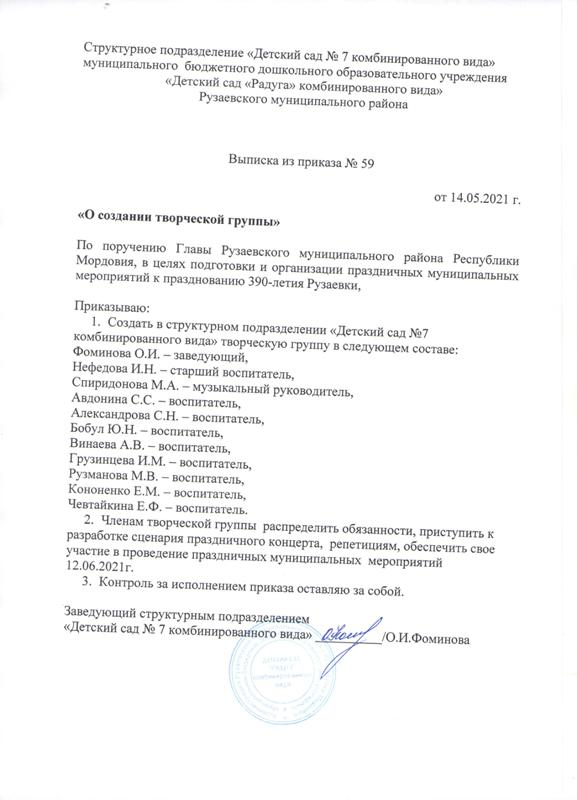 Структурное подразделение «Детский сад № 7 комбинированного вида»
муниципального бюджетного дошкольного образовательного учреждения
«Детский сад «Радуга» комбинированного вида»
Рузаевского муниципального района
Выписка из приказа № 59
от 14.05.2021 г.
«О создании творческой группы»
По поручению Главы Рузаевского муниципального района Республики
Мордовия, в целях подготовки и организации праздничных муниципальных
мероприятий к празднованию 390-летия Рузаевки,
Приказываю:
1. Создать в структурном подразделении «Детский сад №7
комбинированного вида» творческую группу в следующем составе:
Фоминова О.И. – заведующий,
Нефедова И.Н. – старший воспитатель,
Спиридонова М.А. – музыкальный руководитель,
Авдонина С.С. – воспитатель,
Александрова С.Н. – воспитатель,
Бобул Ю.Н. – воспитатель,
Винаева А.В. – воспитатель,
Грузинцева И.М. – воспитатель,
Рузманова М.В. – воспитатель,
Кононенко Е.М. – воспитатель,
Чевтайкина Е.Ф. – воспитатель.
2. Членам творческой группы распределить обязанности, приступить к
разработке сценария праздничного концерта, репетициям, обеспечить свое
участие в проведение праздничных муниципальных мероприятий
12.06.2021г.
3. Контроль за исполнением приказа оставляю за собой.
Заведующий структурным подразделением
«Детский сад № 7 комбинированного вида» ___________/О.И.Фоминова
комбинированного
вида